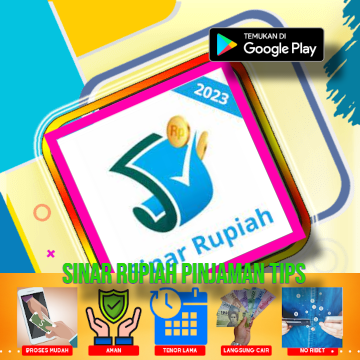 TEMUKAN DI
Google Play
2023
Rp
Sinar Rupiah
SINAR RUPIAH PINJAMAN TIPS
PROSES MUDAH
AMAN
TENOR LAMA
LANGSUNG CAIR
NO RIBET